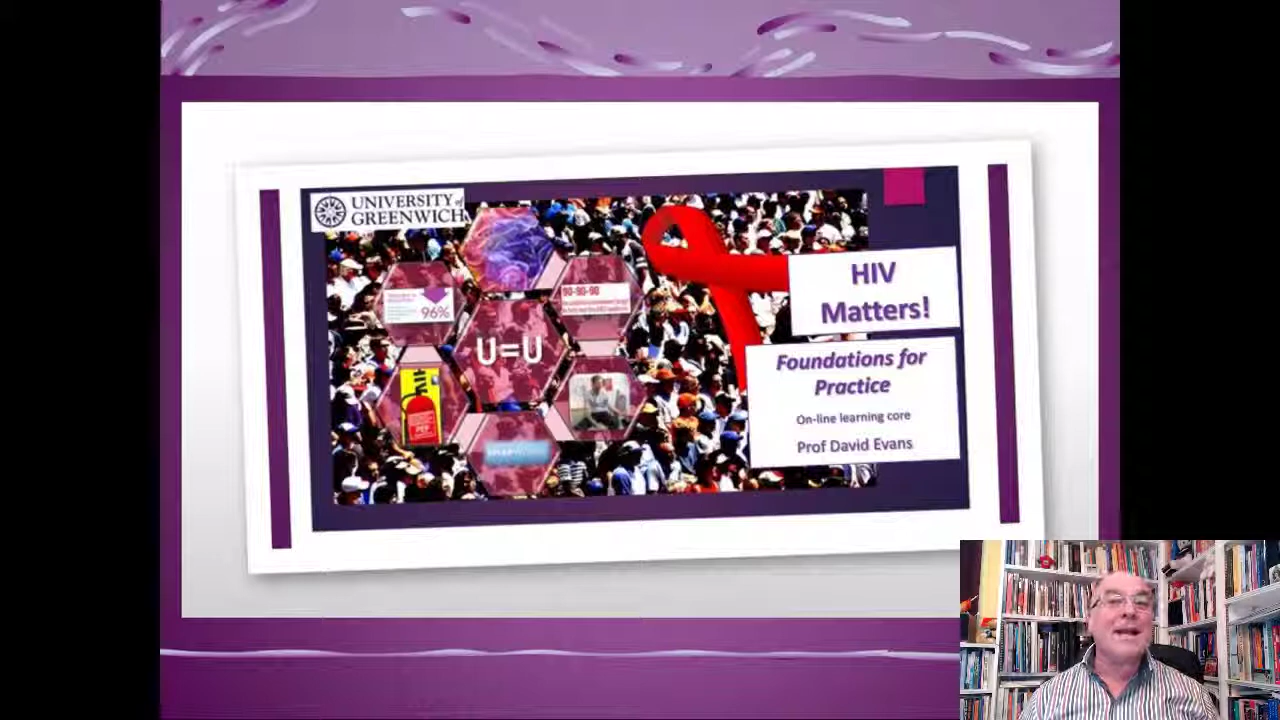 UNIVERSITY of
GREENWICH
96%
90-90-90
U=U
PEP
HIV
Matters!
Foundations for
Practice
On-line learning core
Prof David Evans